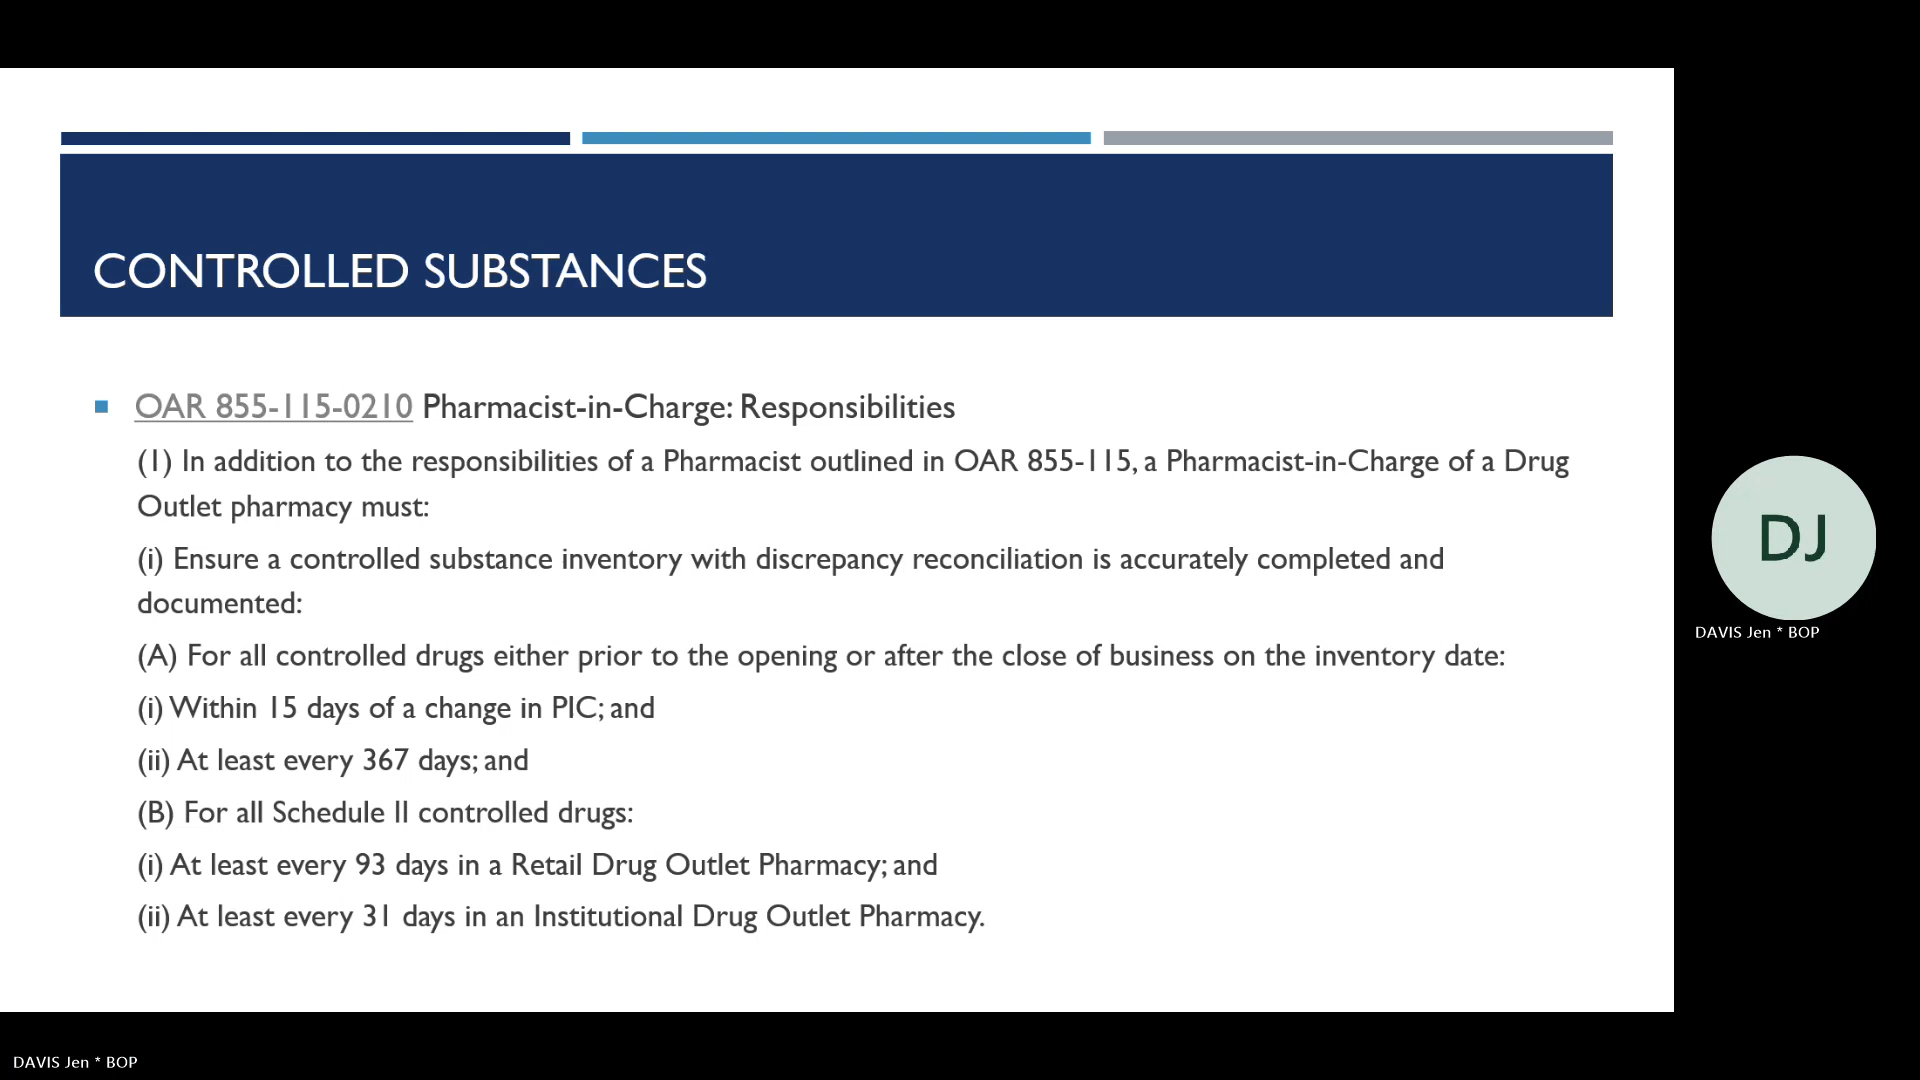 CONTROLLED SUBSTANCES
OAR 855-115-0210 Pharmacist-in-Charge: Responsibilities
(1) In addition to the responsibilities of a Pharmacist outlined in OAR 855-115, a Pharmacist-in-Charge of a Drug
Outlet pharmacy must:
(i) Ensure a controlled substance inventory with discrepancy reconciliation is accurately completed and
documented:
(A) For all controlled drugs either prior to the opening or after the close of business on the inventory date:
(i) Within 15 days of a change in PIC; and
(ii) At least every 367 days; and
(B) For all Schedule II controlled drugs:
(i) At least every 93 days in a Retail Drug Outlet Pharmacy; and
(ii) At least every 31 days in an Institutional Drug Outlet Pharmacy.
DJ
DAVIS Jen * BOP
DAVIS Jen * BOP